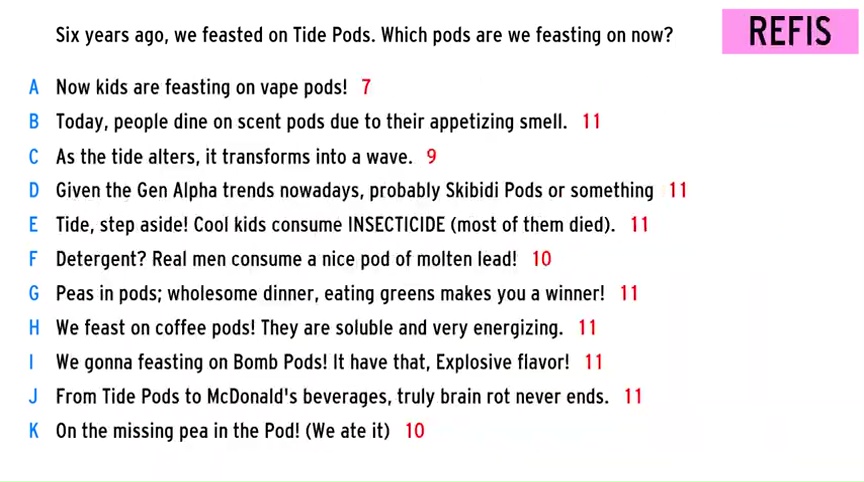 Six years ago, we feasted on Tide Pods. Which pods are we feasting on now?
REFIS
A Now kids are feasting on vape pods! 7
B Today, people dine on scent pods due to their appetizing smell. 11
C As the tide alters, it transforms into a wave. 9
D Given the Gen Alpha trends nowadays, probably Skibidi Pods or something 11
E Tide, step aside! Cool kids consume INSECTICIDE (most of them died). 11
F Detergent? Real men consume a nice pod of molten lead! 10
G Peas in pods; wholesome dinner, eating greens makes you a winner! 11
H We feast on coffee pods! They are soluble and very energizing. 11
I We gonna feasting on Bomb Pods! It have that, Explosive flavor! 11
J From Tide Pods to McDonald's beverages, truly brain rot never ends. 11
K On the missing pea in the Pod! (We ate it) 10